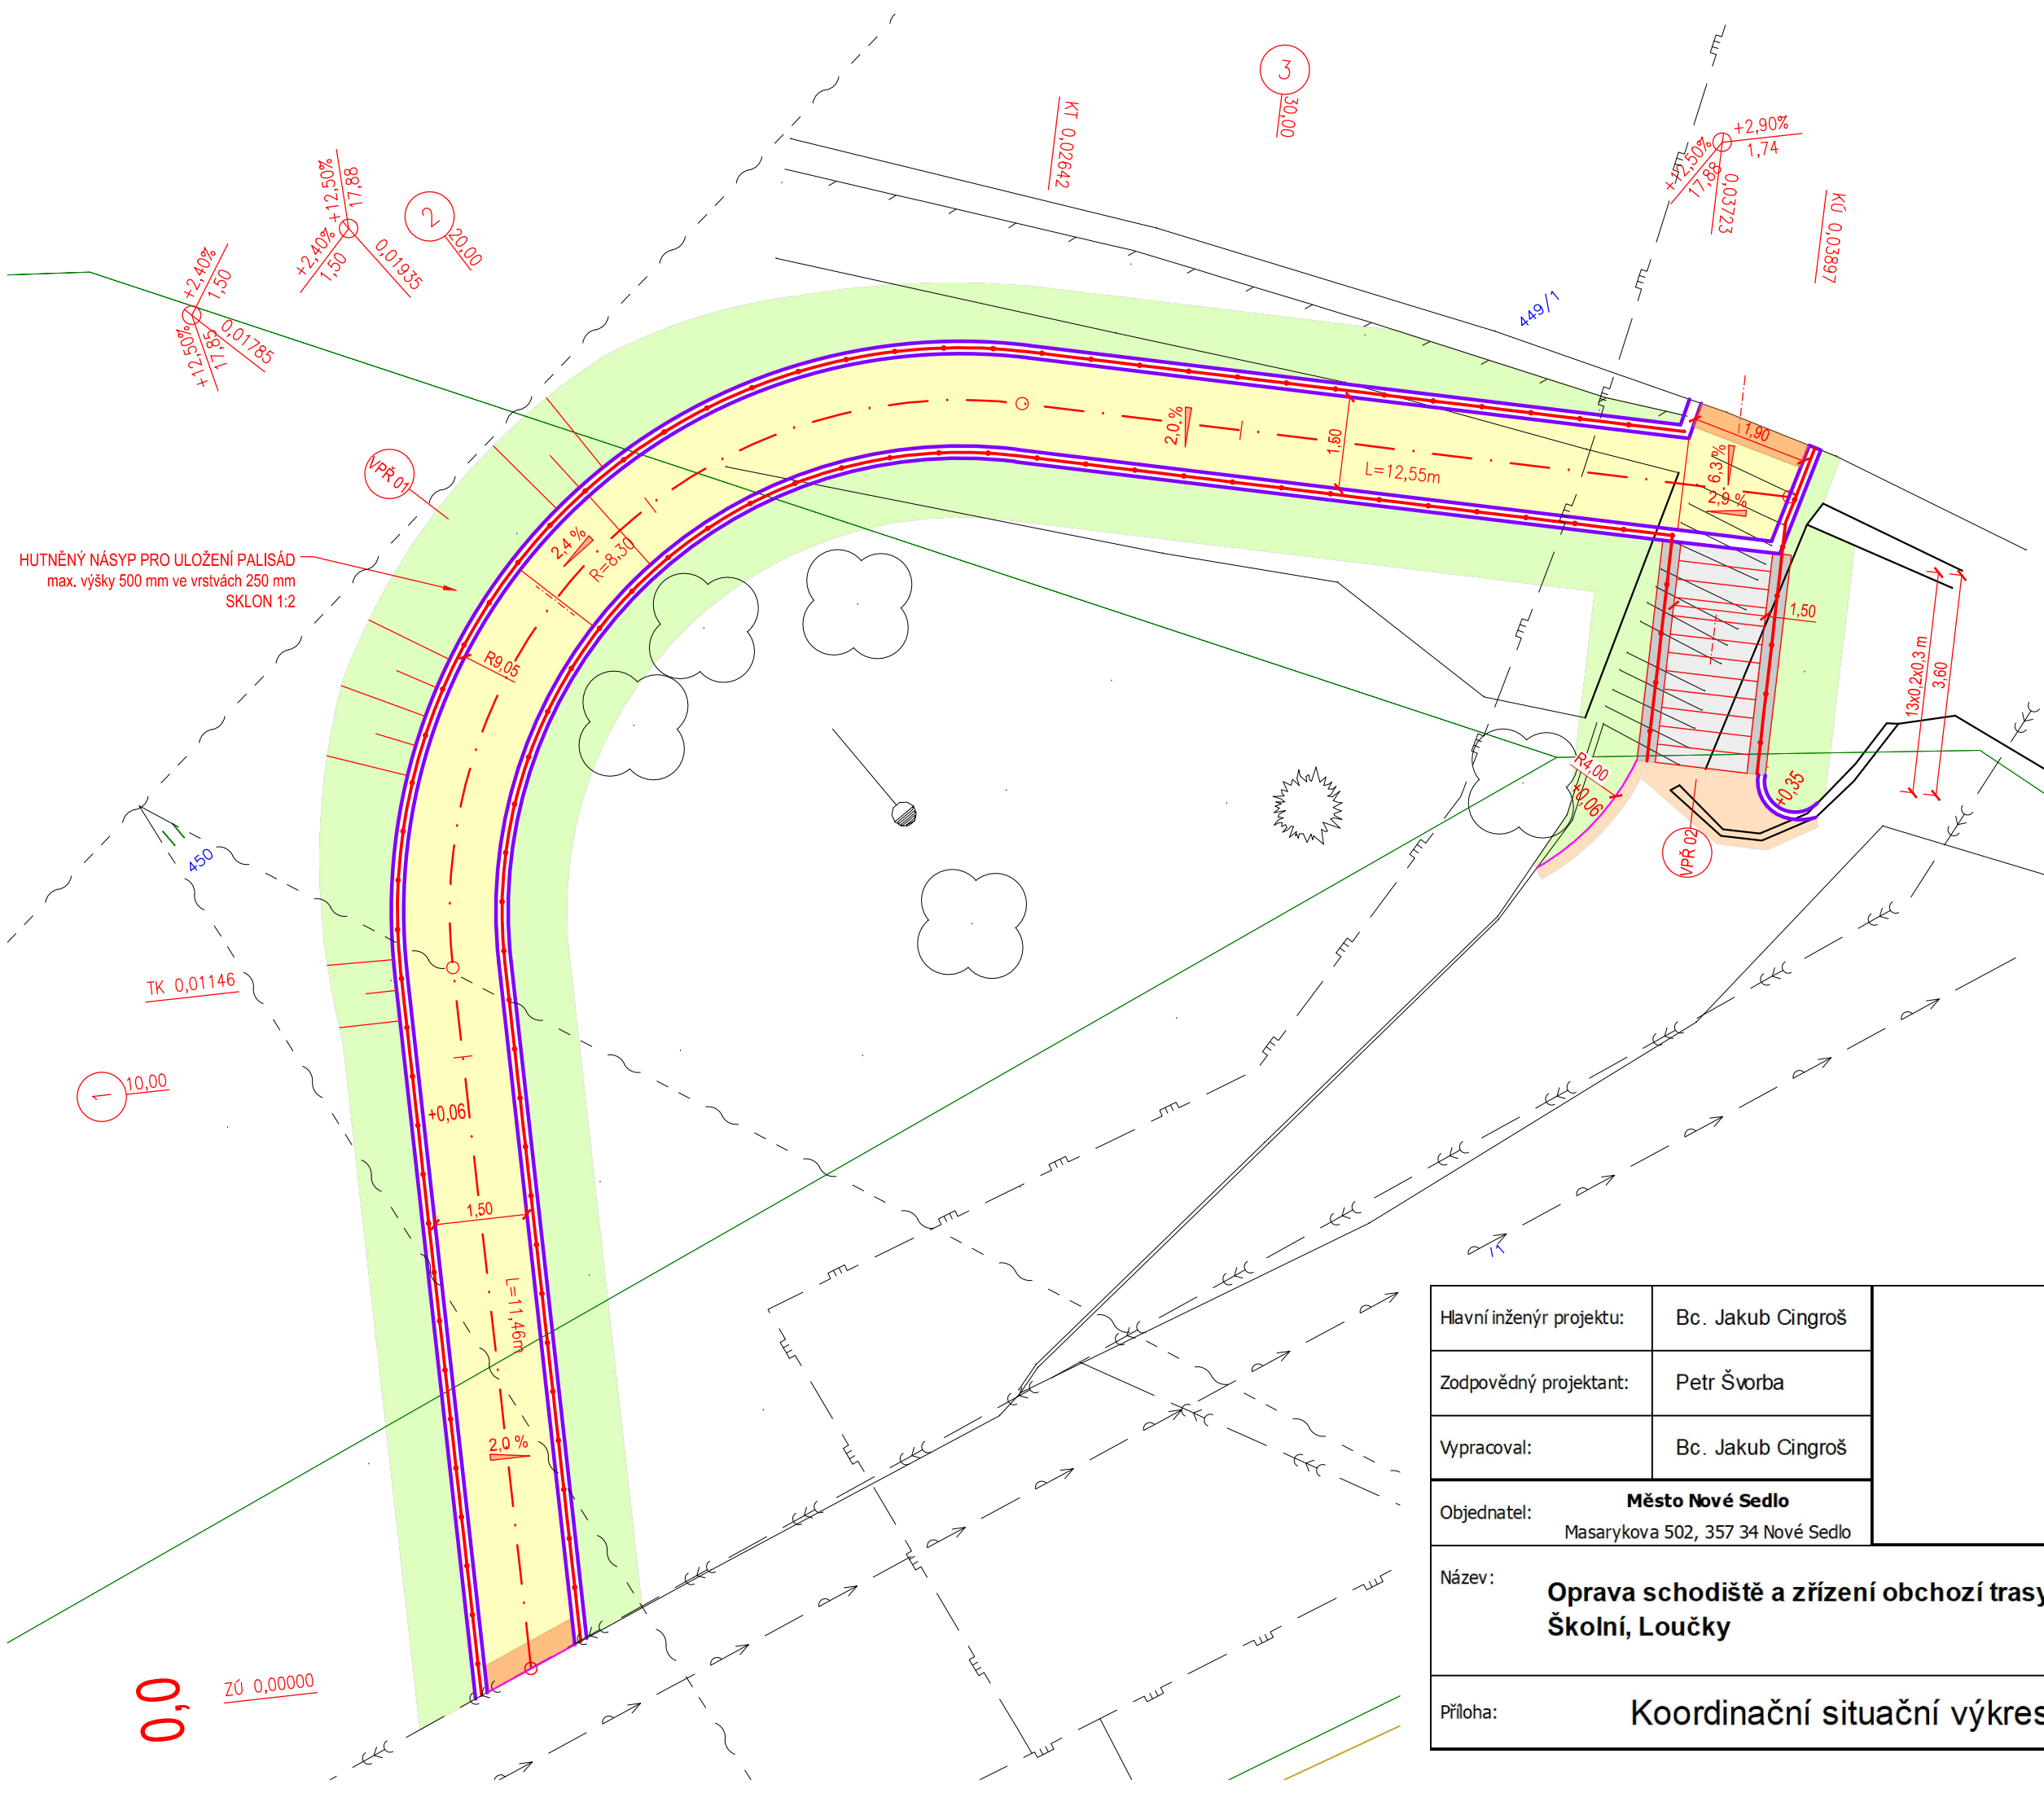 3
30,00
KT 0,02642
+2,90%
1,74
+12,50%
17,88
0,03723
KÚ 0,03897
+12,50%
17,88
+2,40%
1,50
0,01935
2
20,00
+2,40%
1,50
+12,50%
17,85
0,01785
449/1
VPŘ 01
HUTNĚNÝ NÁSYP PRO ULOŽENÍ PALISÁD
max. výšky 500 mm ve vrstvách 250 mm
SKLON 1:2
2,4 %
R=8,30
R9,05
2,0 %
1,50
L=12,55m
1,90
6,3 %
2,9 %
1,50
13x0,2x0,3 m
3,60
R4,00
+0,06
+0,35
VPŘ 02
450
TK 0,01146
1
10,00
+0,06
1,50
L=11,46m
2,0 %
/1
ZÚ 0,00000
0,0
Hlavní inženýr projektu:
Bc. Jakub Cingroš
Zodpovědný projektant:
Petr Švorba
Vypracoval:
Bc. Jakub Cingroš
Objednatel:
Město Nové Sedlo
Masarykova 502, 357 34 Nové Sedlo
Název:
Oprava schodiště a zřízení obchozí trasy
Školní, Loučky
Příloha:
Koordinační situační výkres